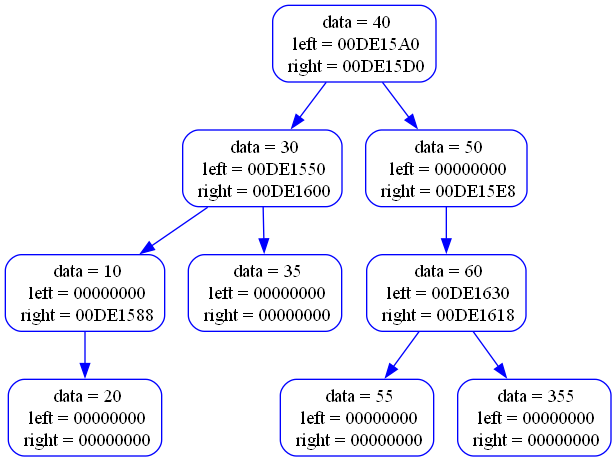 data = 40
left = 00DE15A0
right = 00DE15D0
data = 30
left = 00DE1550
right = 00DE1600
data = 50
left = 00000000
right = 00DE15E8
data = 10
left = 00000000
right = 00DE1588
data = 35
left = 00000000
right = 00000000
data = 60
left = 00DE1630
right = 00DE1618
data = 20
left = 00000000
right = 00000000
data = 55
left = 00000000
right = 00000000
data = 355
left = 00000000
right = 00000000